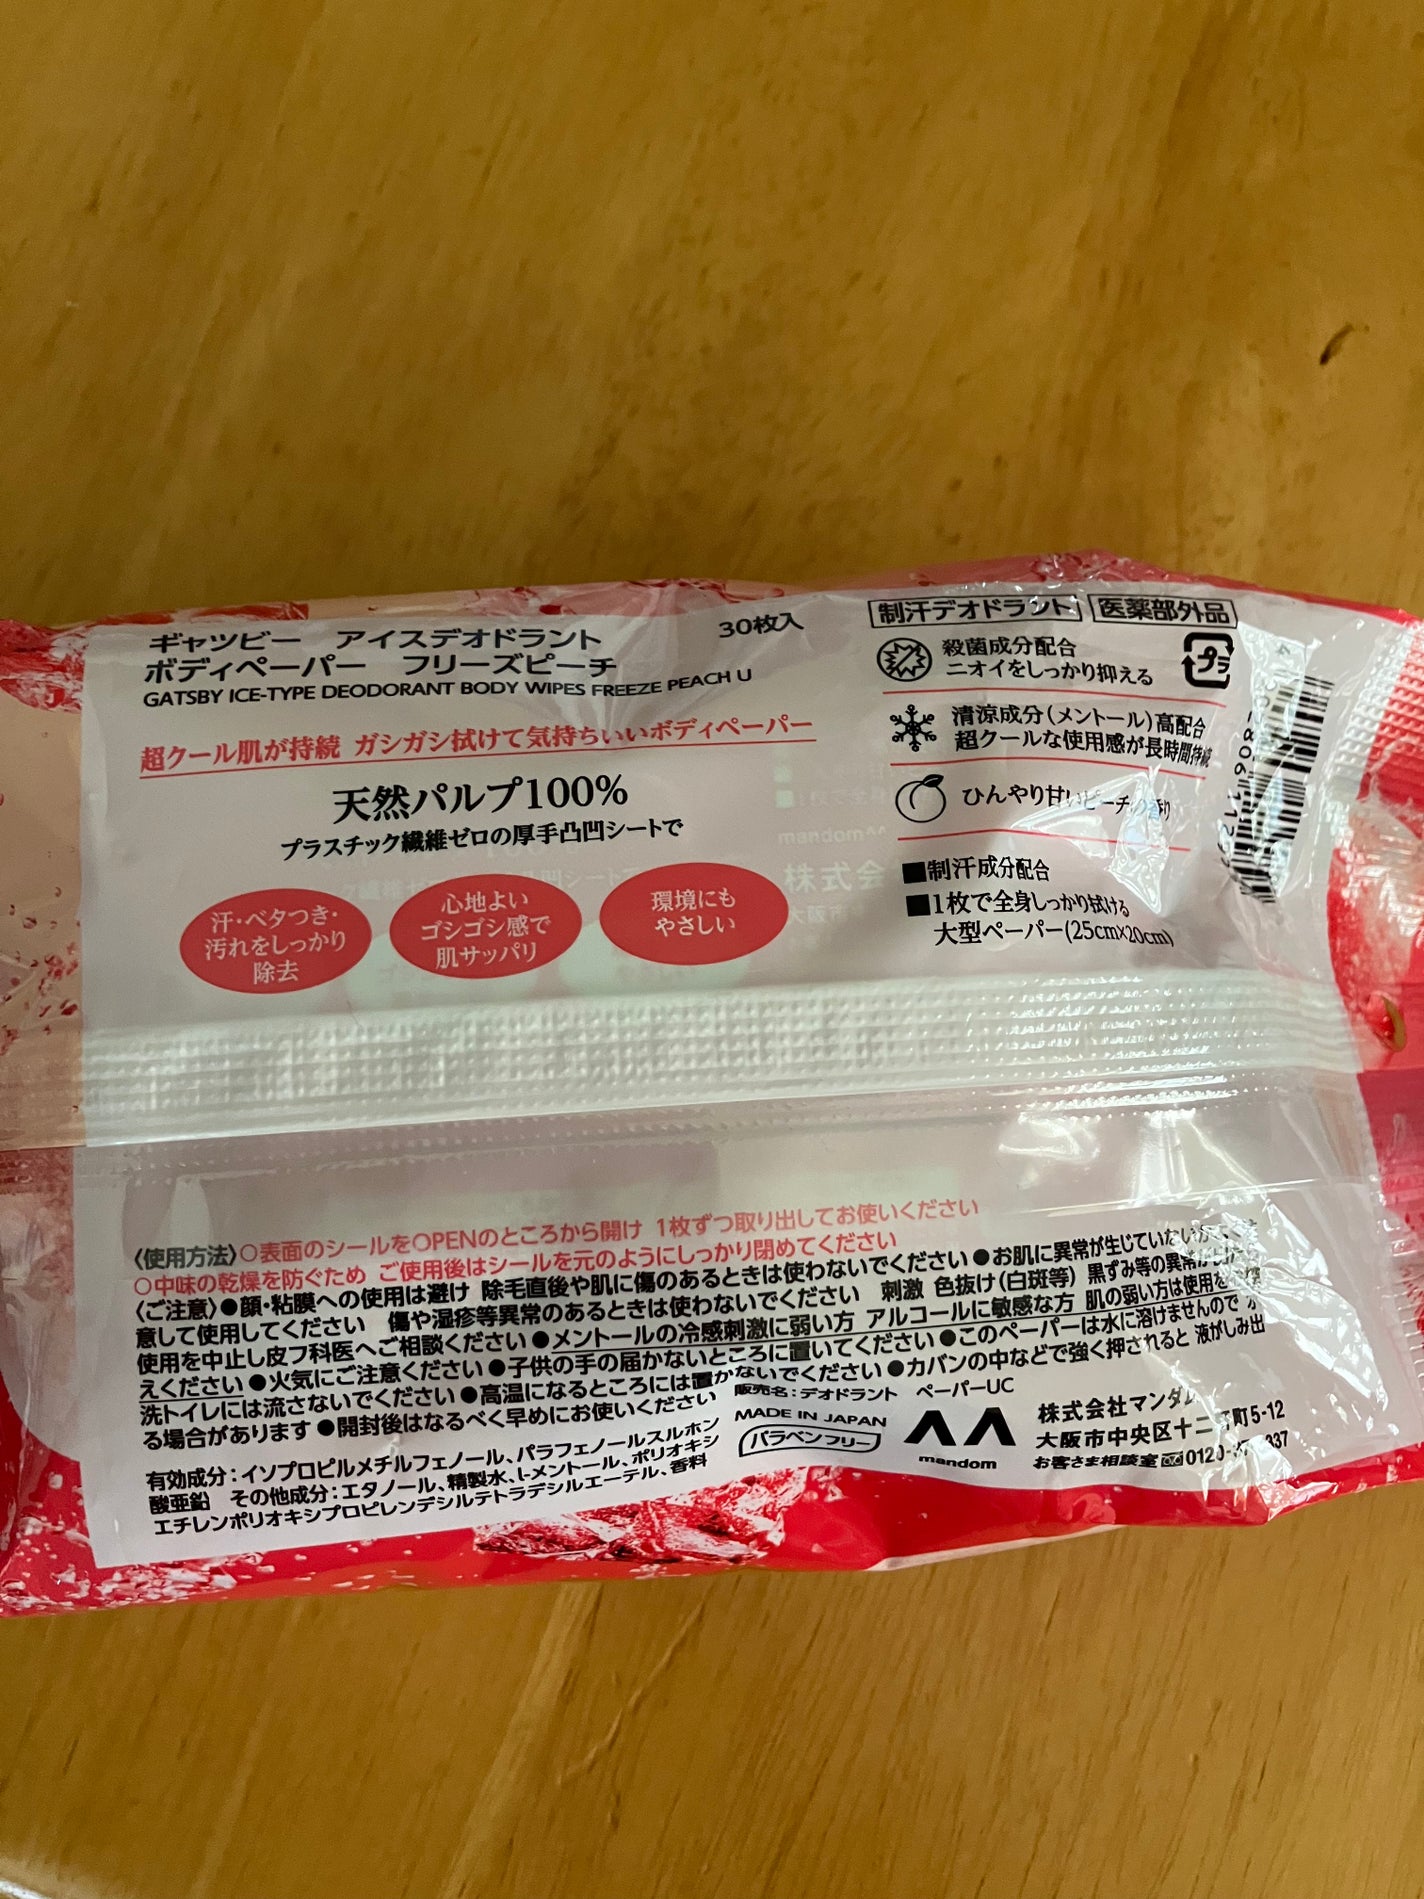 ギャツビー　アイスデオドラント
ボディペーパー　フリーズピーチ
30枚入
GATSBY ICE-TYPE DEODORANT BODY WIPES FREEZE PEACH U
超クール肌が持続 ガシガシ拭けて気持ちいいボディペーパー
天然パルプ100%
プラスチック繊維ゼロの厚手凸凹シートで
汗・ベタつき・
汚れをしっかり
除去
心地よい
ゴシゴシ感で
肌サッパリ
環境にも
やさしい
制汗デオドラント 医薬部外品
殺菌成分配合
ニオイをしっかり抑える
プラ
清涼成分(メントール)高配合
超クールな使用感が長時間持続
ひんやり甘いピーチの香り
■制汗成分配合
■1枚で全身しっかり拭ける
大型ペーパー(25cm×20cm)
〈使用方法〉○表面のシールをOPENのところから開け 1枚ずつ取り出してお使いください
○中味の乾燥を防ぐため ご使用後はシールを元のようにしっかり閉めてください
〈ご注意〉●顔・粘膜への使用は避け 除毛直後や肌に傷のあるときは使わないでください ●お肌に異常が生じていないか
意して使用してください 傷や湿疹等異常のあるときは使わないでください 刺激 色抜け(白斑等) 黒ずみ等の異常が
使用を中止し皮フ科医へご相談ください ●メントールの冷感刺激に弱い方 アルコールに敏感な方 肌の弱い方は使用を
えください ●火気にご注意ください ●子供の手の届かないところに置いてください ●このペーパーは水に溶けませんので
洗トイレには流さないでください ●高温になるところには置かないでください ●カバンの中などで強く押されると 液がしみ出
る場合があります ●開封後はなるべく早めにお使いください
販売名：デオドラント ペーパーUC
有効成分：イソプロピルメチルフェノール、パラフェノールスルホン
酸亜鉛 その他成分：エタノール、精製水、l-メントール、ポリオキシ
エチレンポリオキシプロピレンデシルテトラデシルエーテル、香料
MADE IN JAPAN
パラベンフリー
mandom
株式会社マンダム
大阪市中央区十二 町5-12
お客さま相談室 0120-